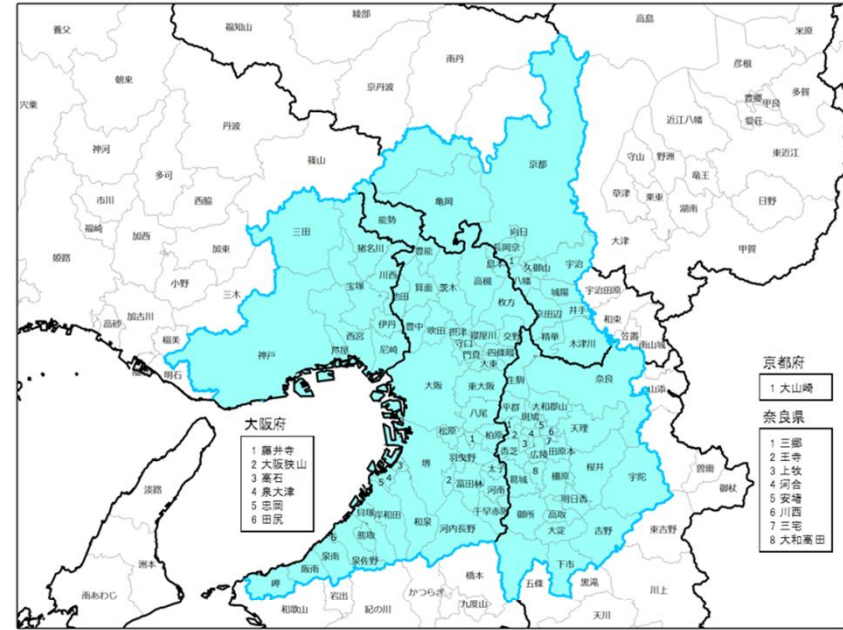 養父
福知山
綾部
高島
米原
南丹
彦根
朝来
京丹波
多賀
豊郷
甲良
宍粟
愛荘
丹波
近江八幡
神河
篠山
東近江
京都
守山
野洲
多可
竜王
市川
西脇
草津
栗東
日野
亀岡
湖南
福崎
三田
能勢
向日
加西
加東
猪名川
豊能
長岡京
大津
甲賀
姫路
島本
1
久御山
宇治
小野
川西
箕面
茨木
高槻
八幡
三木
宝塚
池田
枚方
城陽
宇治田原
加古川
京田辺
井手
和束
高砂
伊丹
豊中
吹田
摂津
寝屋川
交野
稲美
西宮
守口
精華
木津川
笠置
南山城
神戸
芦屋
尼崎
門真
四條畷
大東
明石
京都府
1 大山崎
大阪
東大阪
生駒
奈良
山添
奈良県
大阪府
八尾
平群
大和郡山
斑鳩
1 藤井寺
2 大阪狭山
3 高石
4 泉大津
5 忠岡
6 田尻
松原
1
柏原
1
2
3
4
5
6
7
8
天理
1 三郷
2 王寺
3 上牧
4 河合
5 安堵
6 川西
7 三宅
8 大和高田
堺
羽曳野
香芝
広陵
田原本
3
4
5
2
富田林
太子
河南
葛城
橿原
桜井
宇陀
曽爾
御杖
淡路
明日香
貝塚
岸和田
和泉
千早赤阪
御所
高取
河内長野
大淀
吉野
東吉野
6
熊取
泉南
泉佐野
洲本
阪南
下市
岬
橋本
五條
黒滝
川上
南あわじ
和歌山
岩出
紀の川
かつらぎ
九度山
天川